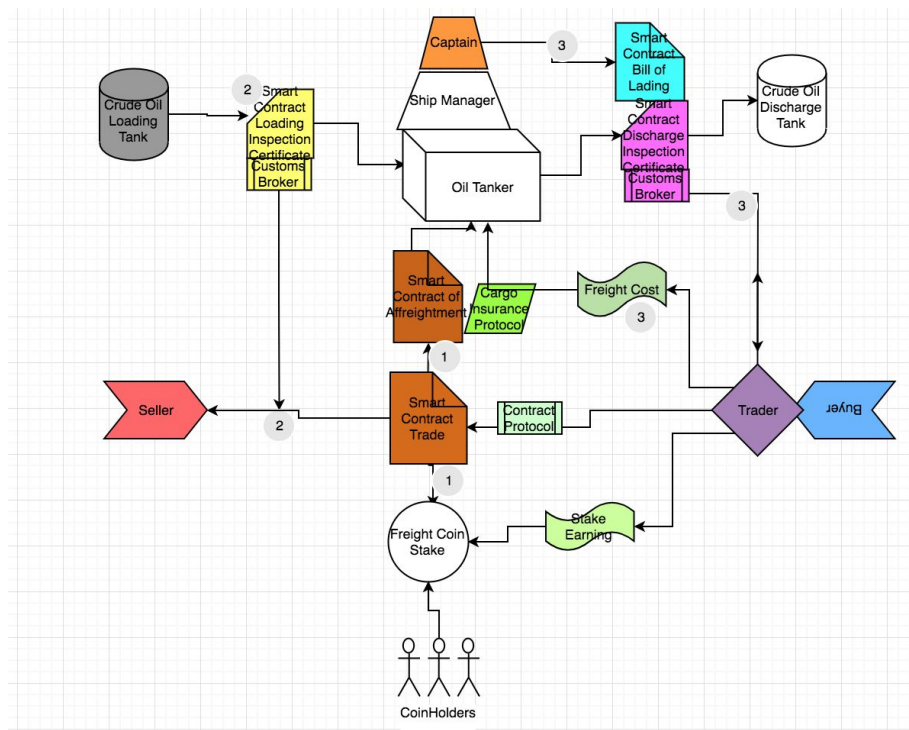 Captain
3
Smart
Contract
Bill of
Lading
Crude Oil
Loading
Tank
2
Smart
Contract
Loading
Inspection
Certificate
Customs
Broker
Ship Manager
Oil Tanker
Smart
Contract
Discharge
Inspection
Certificate
Customs
Broker
Crude Oil
Discharge
Tank
3
Smart
Contract of
Affreightment
Cargo
Insurance
Protocol
Freight Cost
3
1
Seller
2
Smart
Contract
Trade
Contract
Protocol
Trader
Buyer
1
Freight Coin
Stake
Stake
Earning
CoinHolders